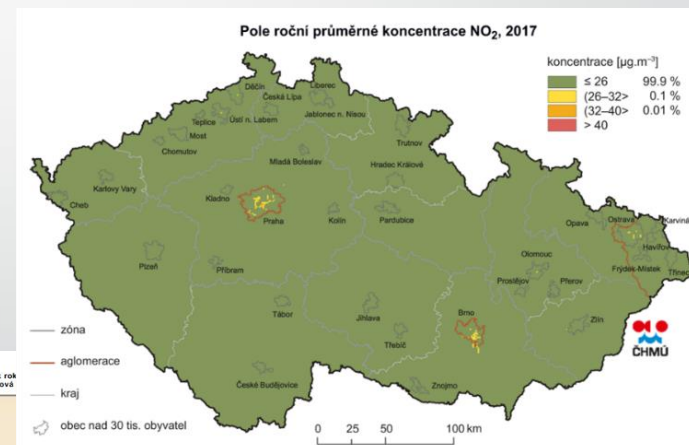 Pole roční průměrné koncentrace NO₂, 2017
koncentrace [µg.m⁻³]
≤ 26 99.9 %
(26–32> 0.1 %
(32–40> 0.01 %
> 40
Děčín
Liberec
Česká Lípa
Teplice
Ústí n. Labem
Jablonec n. Nisou
Most
Chomutov
Trutnov
Mladá Boleslav
Hradec Králové
Karlovy Vary
Cheb
Kladno
Praha
Kolín
Pardubice
Opava
Ostrava
Karviná
Havířov
Plzeň
Příbram
Olomouc
Frýdek-Místek
Třinec
Prostějov
Přerov
Tábor
Jihlava
Brno
Zlín
Třebíč
ČHMÚ
České Budějovice
Znojmo
zóna
aglomerace
kraj
obec nad 30 tis. obyvatel
0 25 50 100 km